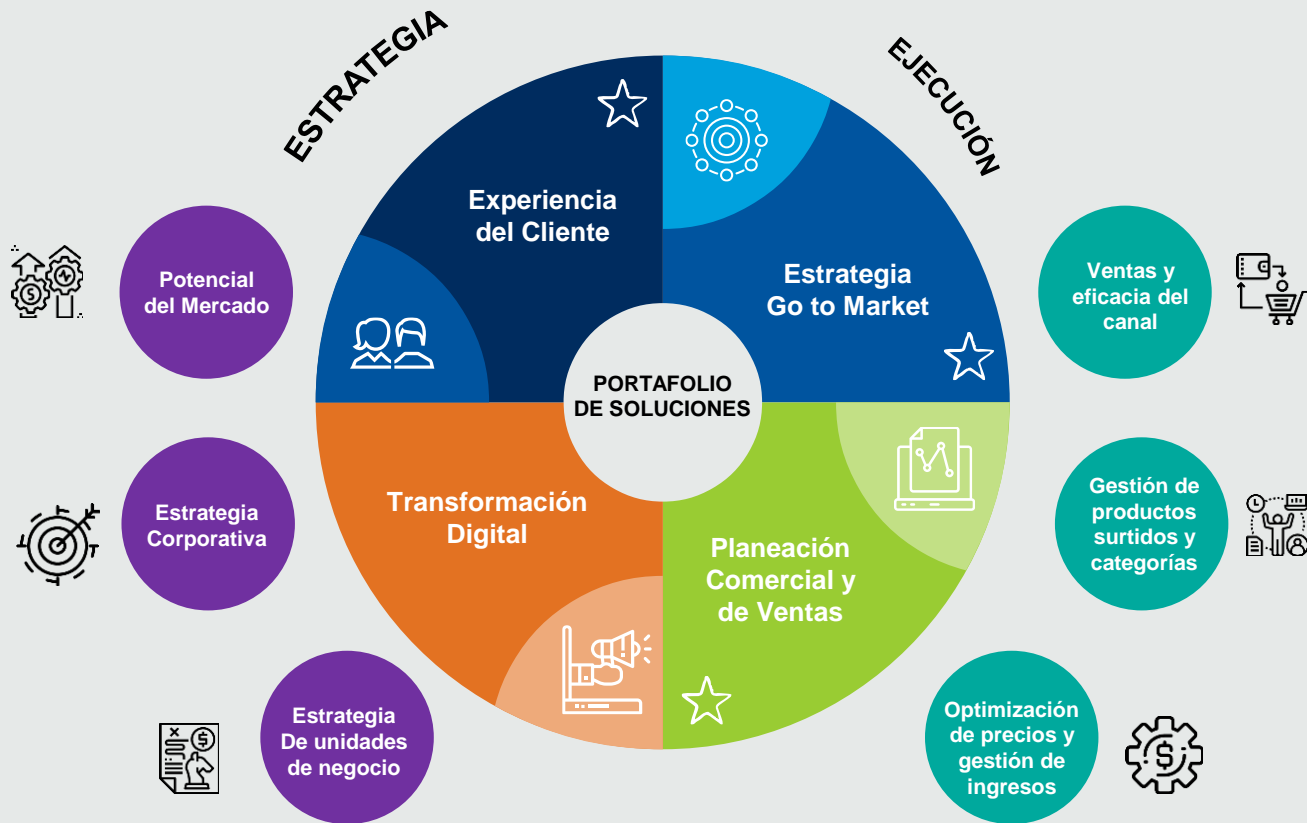 ESTRATEGIA
EJECUCIÓN
Experiencia
del Cliente
Estrategia
Go to Market
PORTAFOLIO
DE SOLUCIONES
Transformación
Digital
Planeación
Comercial y
de Ventas
Potencial
del Mercado
Estrategia
Corporativa
Estrategia
De unidades
de negocio
Ventas y
eficacia del
canal
Gestión de
productos
surtidos y
categorías
Optimización
de precios y
gestión de
ingresos